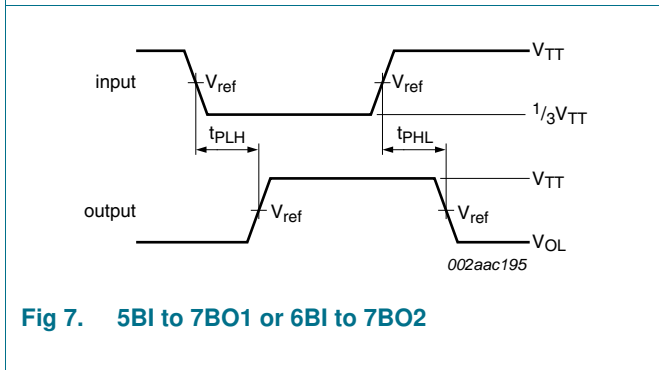 input
V_ref
V_ref
V_TT
1/3V_TT
t_PLH
t_PHL
output
V_ref
V_ref
V_TT
V_OL
002aac195
Fig 7. 5BI to 7BO1 or 6BI to 7BO2